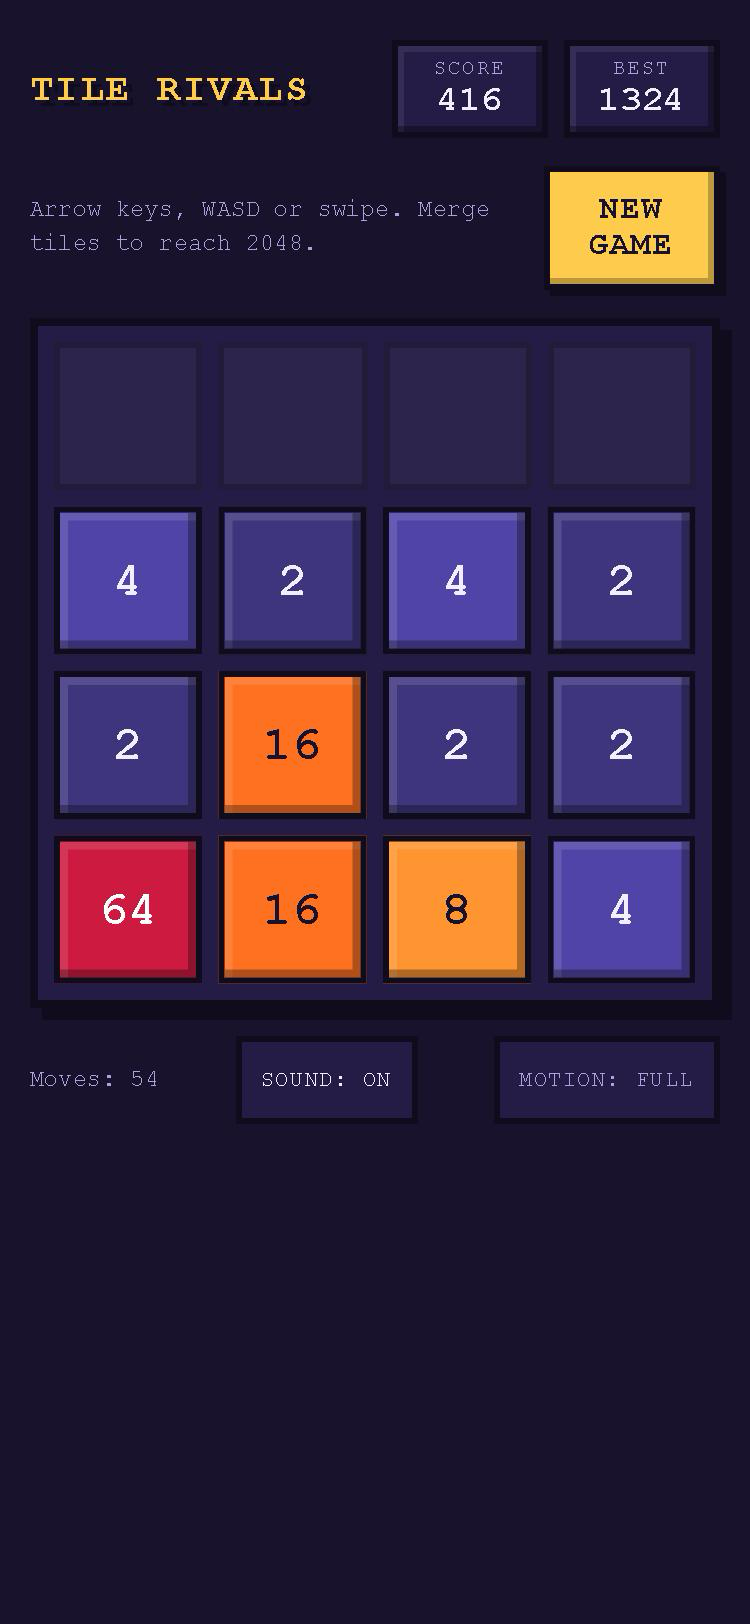 TILE RIVALS
SCORE
416
BEST
1324
Arrow keys, WASD or swipe. Merge
tiles to reach 2048.
NEW
GAME
4 2 4 2
2 16 2 2
64 16 8 4
Moves: 54
SOUND: ON
MOTION: FULL